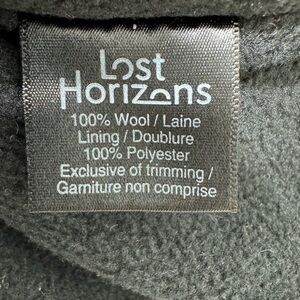 Lost
Horizons
100% Wool / Laine
Lining / Doublure
100% Polyester
Exclusive of trimming /
Garniture non comprise